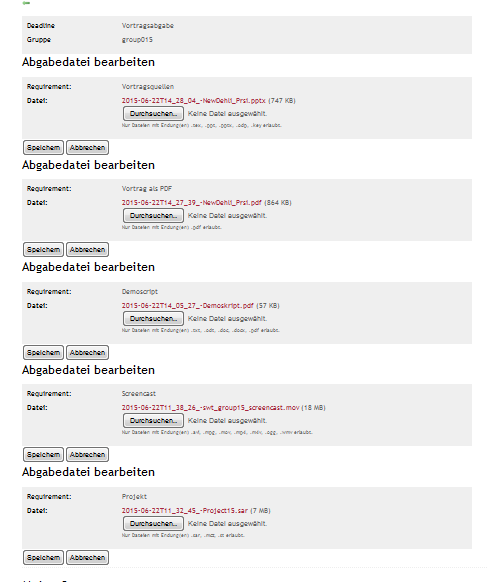 Deadline Vortragsabgabe
Gruppe group015
Abgabedatei bearbeiten
Requirement: Vortragsquellen
Datei: 2015-06-22T14_28_04_-NewDehli_Prsi.pptx (747 KB)
Durchsuchen... Keine Datei ausgewählt.
Nur Dateien mit Endung(en) .tex, .ppt, .pptx, .odp, .key erlaubt.
Speichern Abbrechen
Abgabedatei bearbeiten
Requirement: Vortrag als PDF
Datei: 2015-06-22T14_27_39_-NewDehli_Prsi.pdf (864 KB)
Durchsuchen... Keine Datei ausgewählt.
Nur Dateien mit Endung(en) .pdf erlaubt.
Speichern Abbrechen
Abgabedatei bearbeiten
Requirement: Demoscript
Datei: 2015-06-22T14_05_27_-Demoskript.pdf (57 KB)
Durchsuchen... Keine Datei ausgewählt.
Nur Dateien mit Endung(en) .txt, .odt, .doc, .docx, .pdf erlaubt.
Speichern Abbrechen
Abgabedatei bearbeiten
Requirement: Screencast
Datei: 2015-06-22T11_38_26_-swt_group15_screencast.mov (18 MB)
Durchsuchen... Keine Datei ausgewählt.
Nur Dateien mit Endung(en) .avi, .mpg, .mov, .mp4, .mkv, .ogg, .wmv erlaubt.
Speichern Abbrechen
Abgabedatei bearbeiten
Requirement: Projekt
Datei: 2015-06-22T11_32_45_-Project15.sar (7 MB)
Durchsuchen... Keine Datei ausgewählt.
Nur Dateien mit Endung(en) .sar, .mcz, .st erlaubt.
Speichern Abbrechen